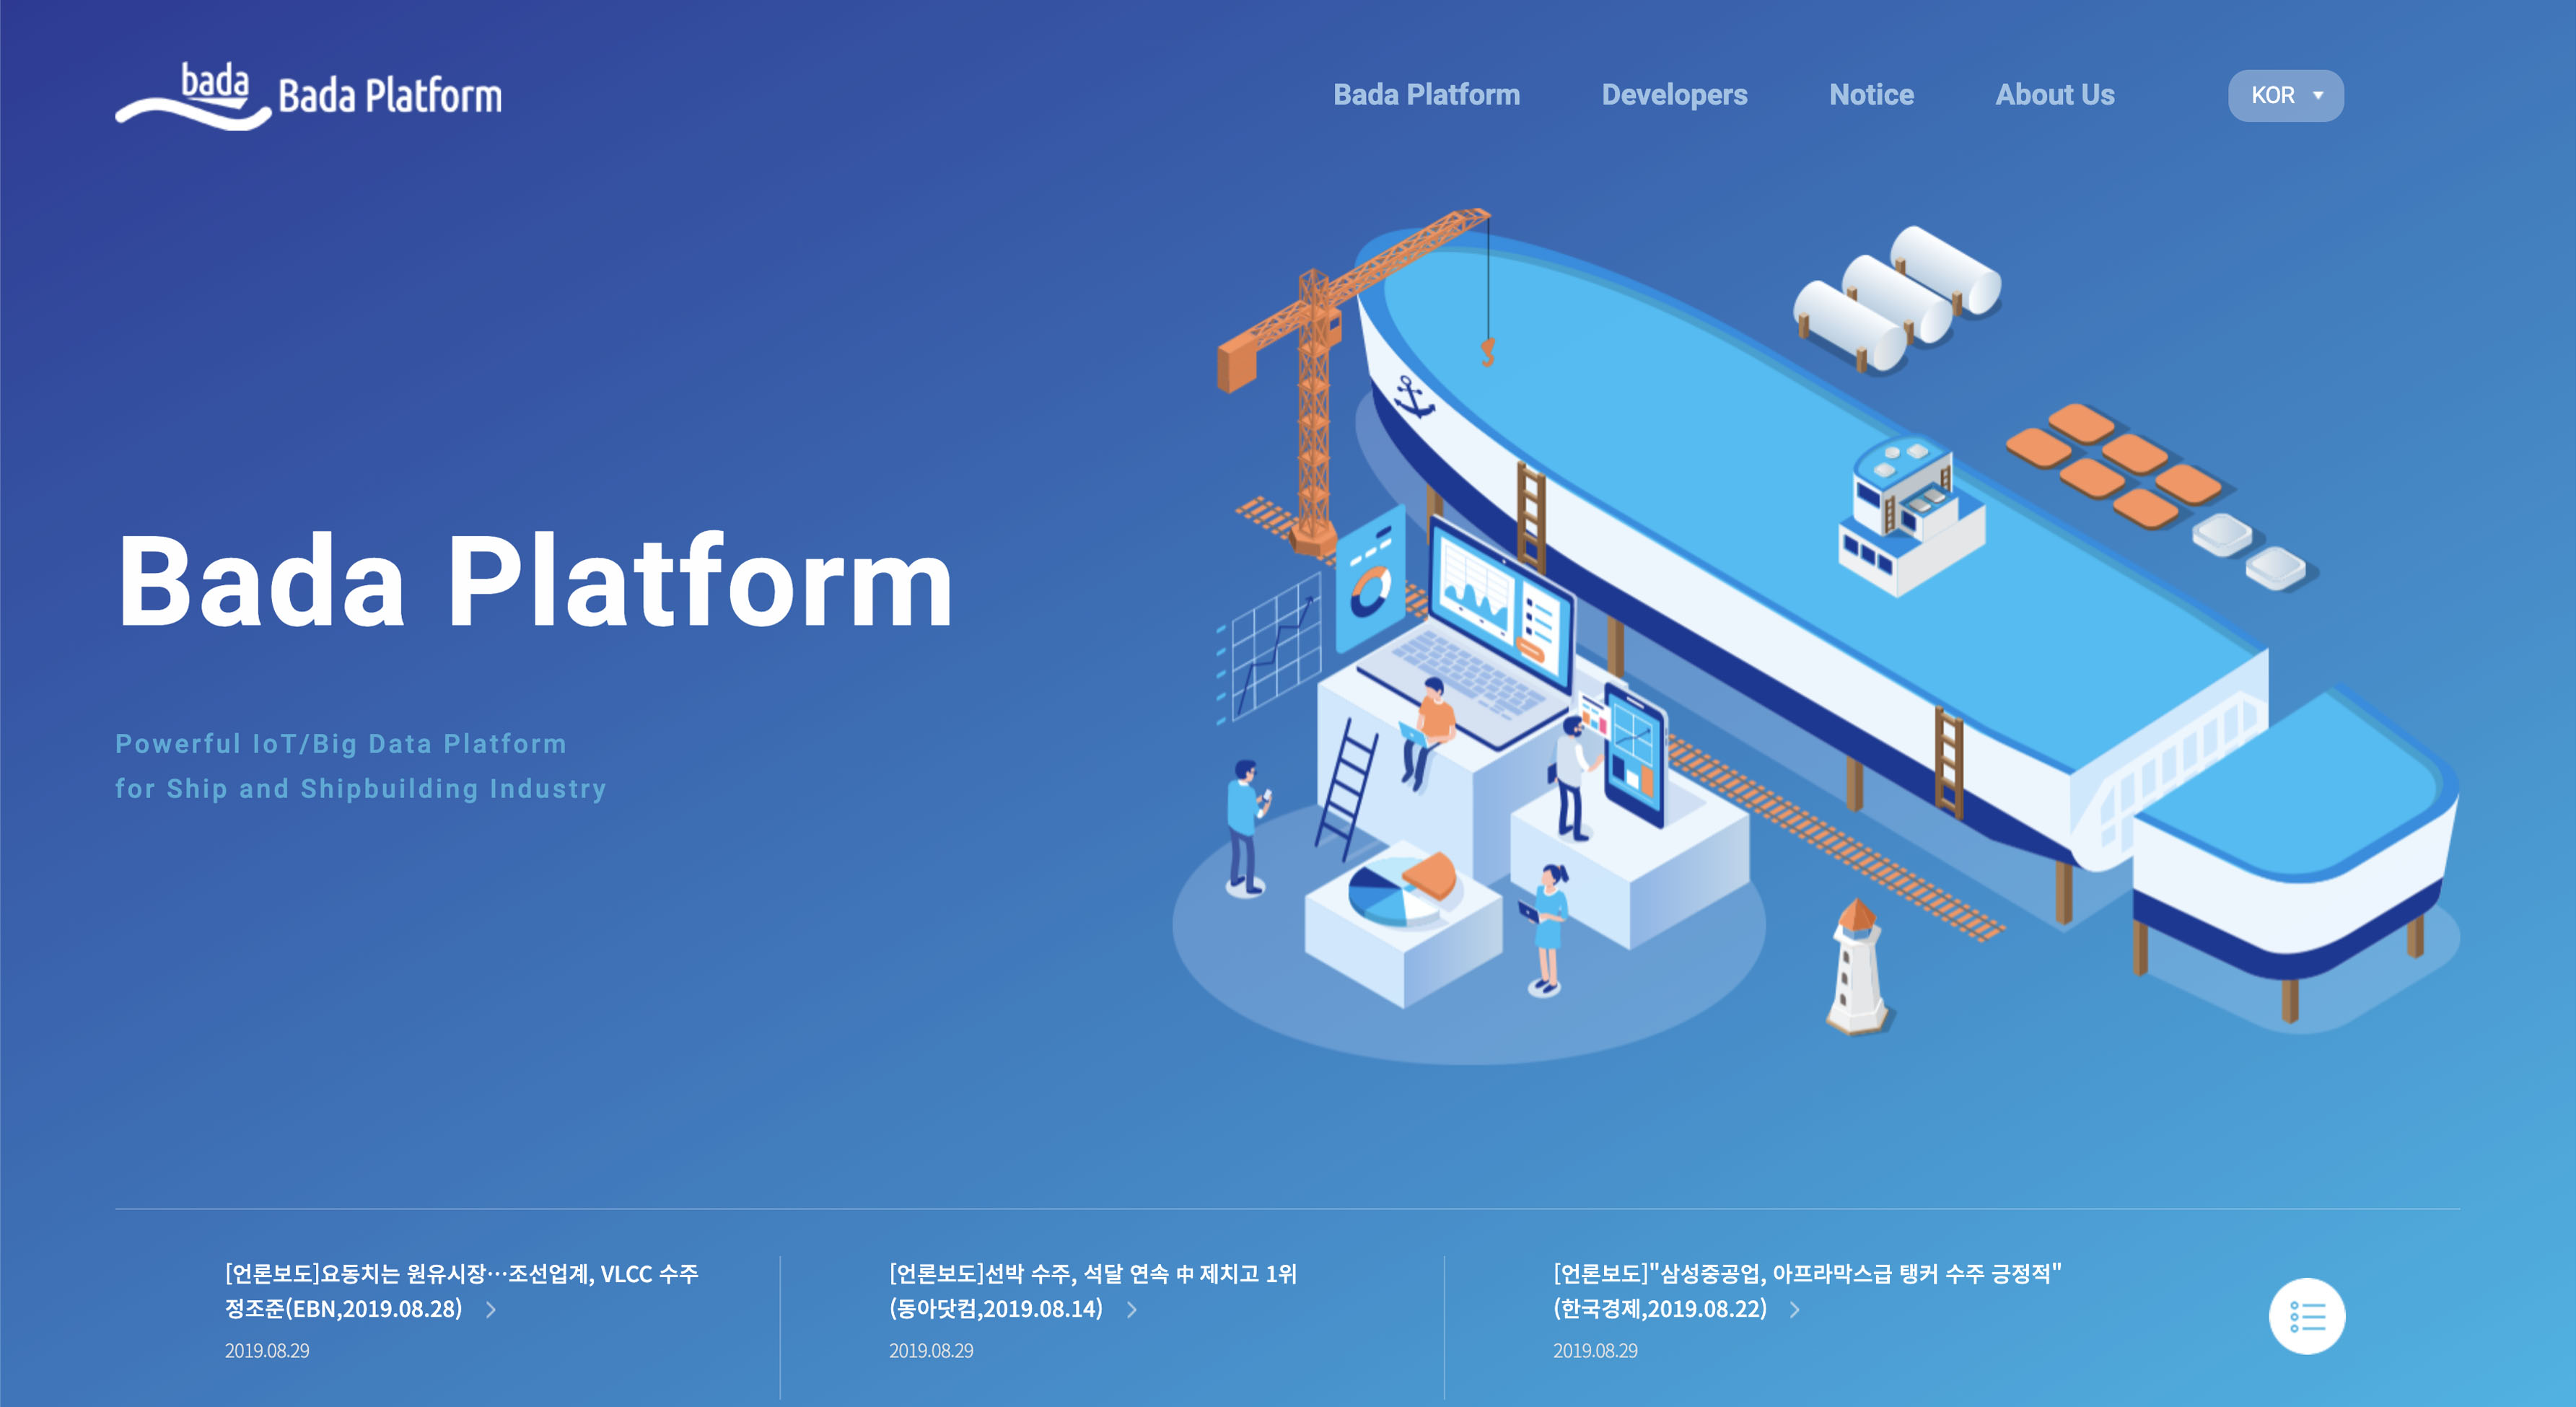 bada
Bada Platform
Bada Platform
Developers
Notice
About Us
KOR
Bada Platform
Powerful IoT/Big Data Platform
for Ship and Shipbuilding Industry
[언론보도]요동치는 원유시장…조선업계, VLCC 수주
정조준(EBN,2019.08.28)
2019.08.29
[언론보도]선박 수주, 석달 연속 中 제치고 1위
(동아닷컴,2019.08.14)
2019.08.29
[언론보도]"삼성중공업, 아프라막스급 탱커 수주 긍정적"
(한국경제,2019.08.22)
2019.08.29